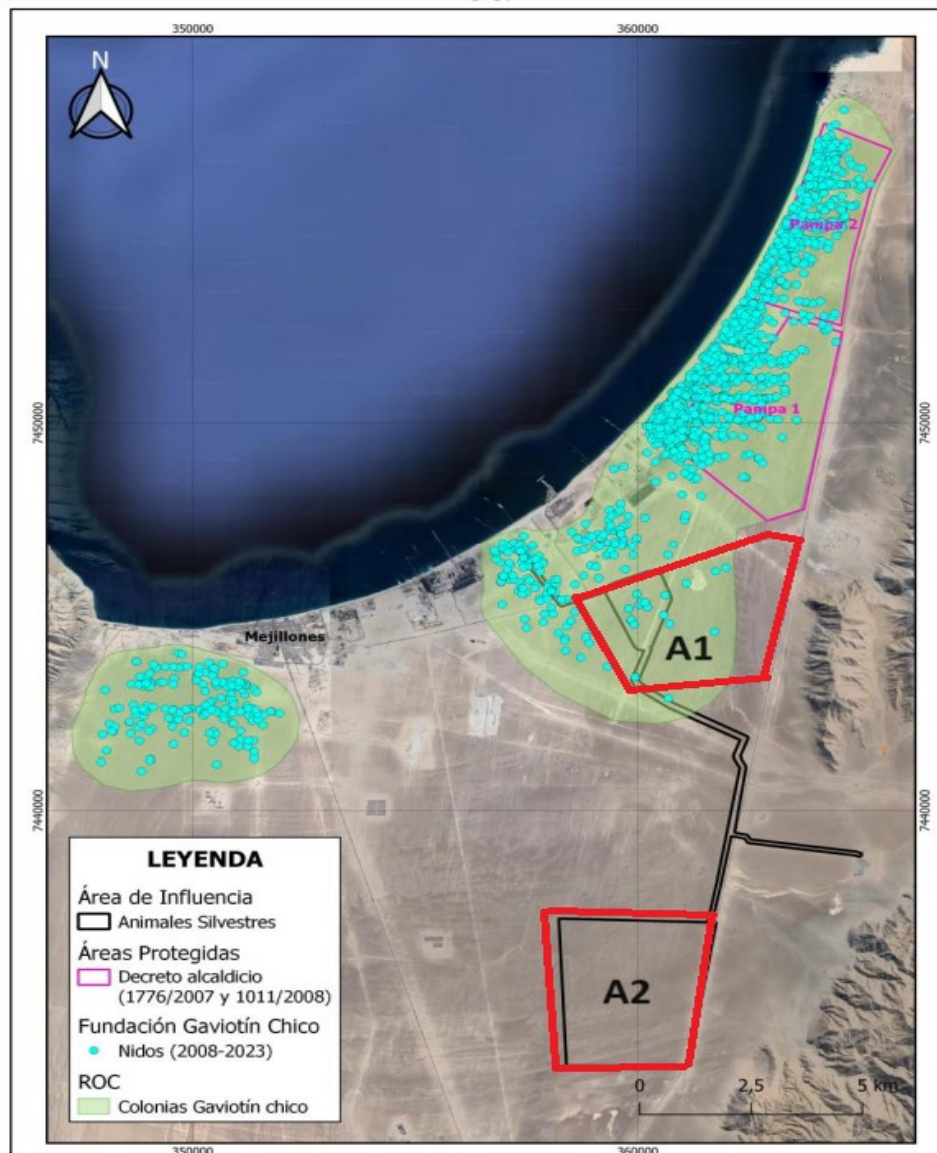 350000
360000
N
Pampa 2
7450000
7450000
Pampa 1
Mejillones
A1
7440000
7440000
LEYENDA
Área de Influencia
Animales Silvestres
Áreas Protegidas
Decreto alcaldicio
(1776/2007 y 1011/2008)
Fundación Gaviotín Chico
Nidos (2008-2023)
ROC
Colonias Gaviotín chico
A2
0 2,5 5 km
350000
360000